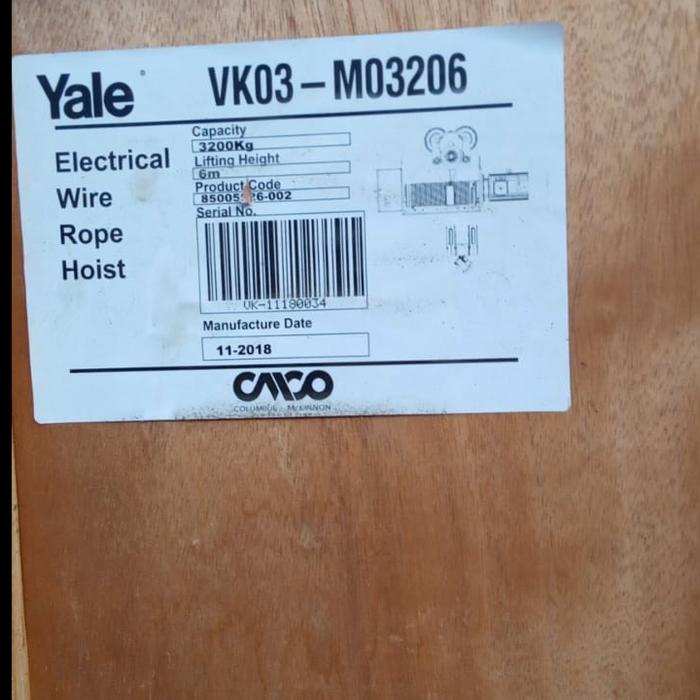 Yale
VK03-M03206
Electrical
Wire
Rope
Hoist
Capacity
3200Kg
Lifting Height
6m
Product Code
Serial No.
VK-11180034
Manufacture Date
11-2018
CMCO
COLUMBUS McKINNON